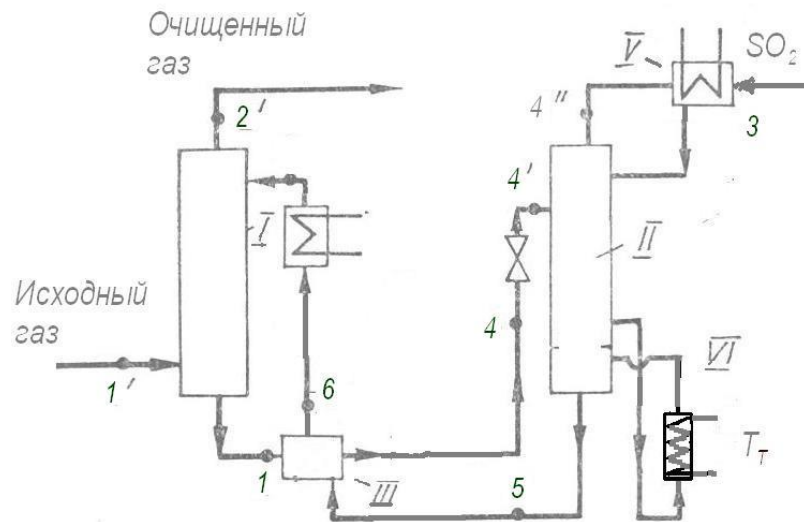 Очищенный
газ
V
SO₂
2′
4″
3
4′
I
II
Исходный
газ
4
1′
6
VI
1
III
5
Tт